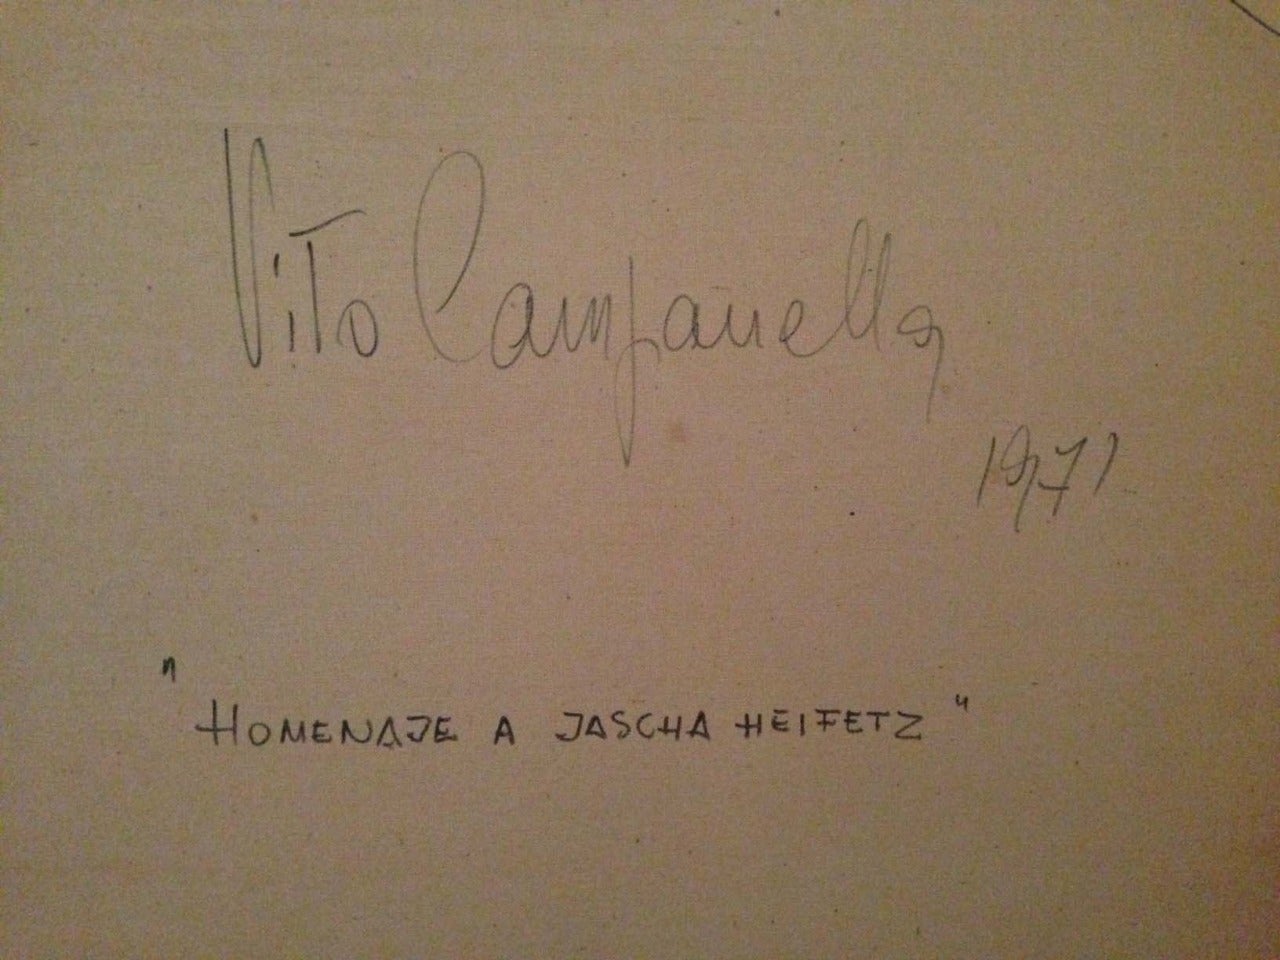 Vito Campanella
1971
"HOMENAJE A JASCHA HEIFETZ"